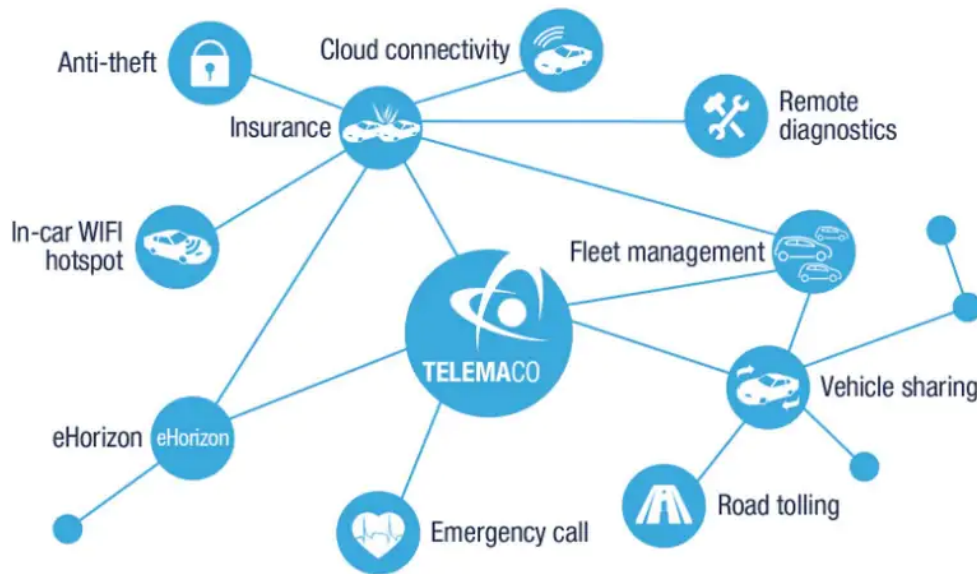 Anti-theft
Cloud connectivity
Insurance
Remote
diagnostics
In-car WIFI
hotspot
Fleet management
TELEMACO
Vehicle sharing
eHorizon
eHorizon
Road tolling
Emergency call